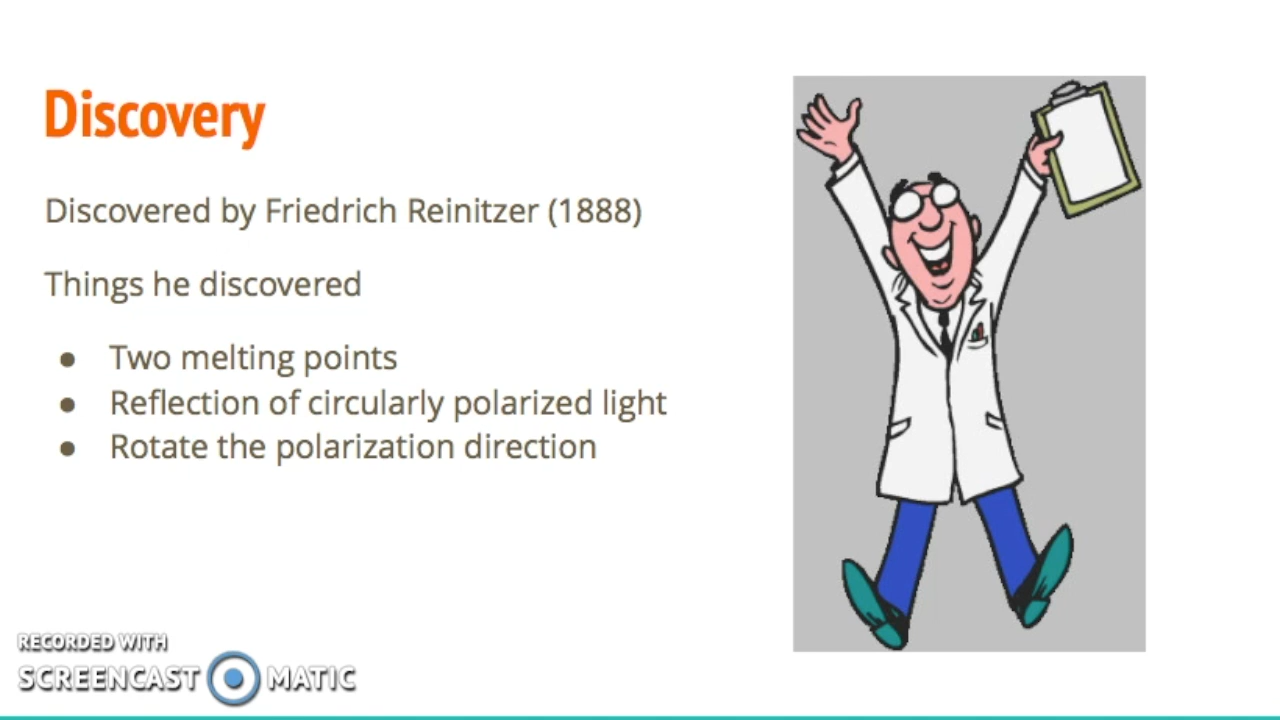 Discovery
Discovered by Friedrich Reinitzer (1888)
Things he discovered
● Two melting points
● Reflection of circularly polarized light
● Rotate the polarization direction
RECORDED WITH
SCREENCAST MATIC